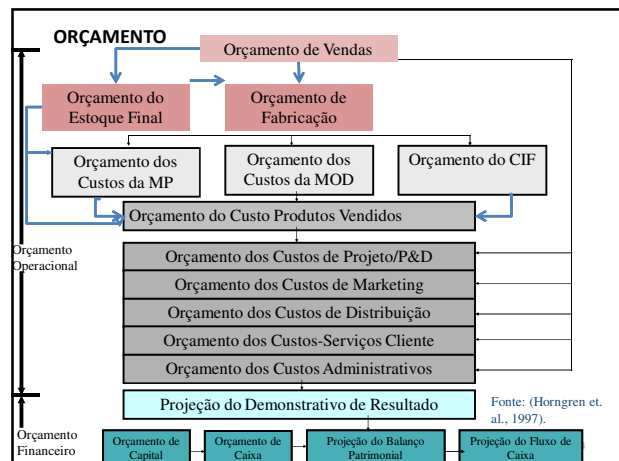 ORÇAMENTO
Orçamento de Vendas
Orçamento do
Estoque Final
Orçamento de
Fabricação
Orçamento dos
Custos da MP
Orçamento dos
Custos da MOD
Orçamento do CIF
Orçamento do Custo Produtos Vendidos
Orçamento
Operacional
Orçamento dos Custos de Projeto/P&D
Orçamento dos Custos de Marketing
Orçamento dos Custos de Distribuição
Orçamento dos Custos-Serviços Cliente
Orçamento dos Custos Administrativos
Projeção do Demonstrativo de Resultado
Fonte: (Horngren et.
al., 1997).
Orçamento
Financeiro
Orçamento de
Capital
Orçamento de
Caixa
Projeção do Balanço
Patrimonial
Projeção do Fluxo de
Caixa